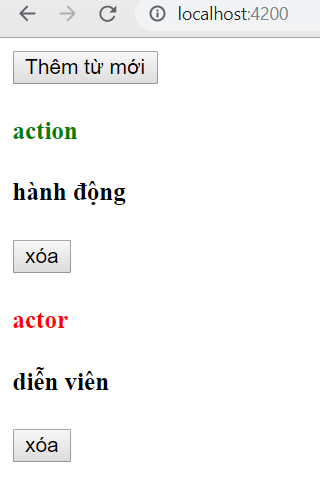 localhost:4200
Thêm từ mới
action
hành động
xóa
actor
diễn viên
xóa